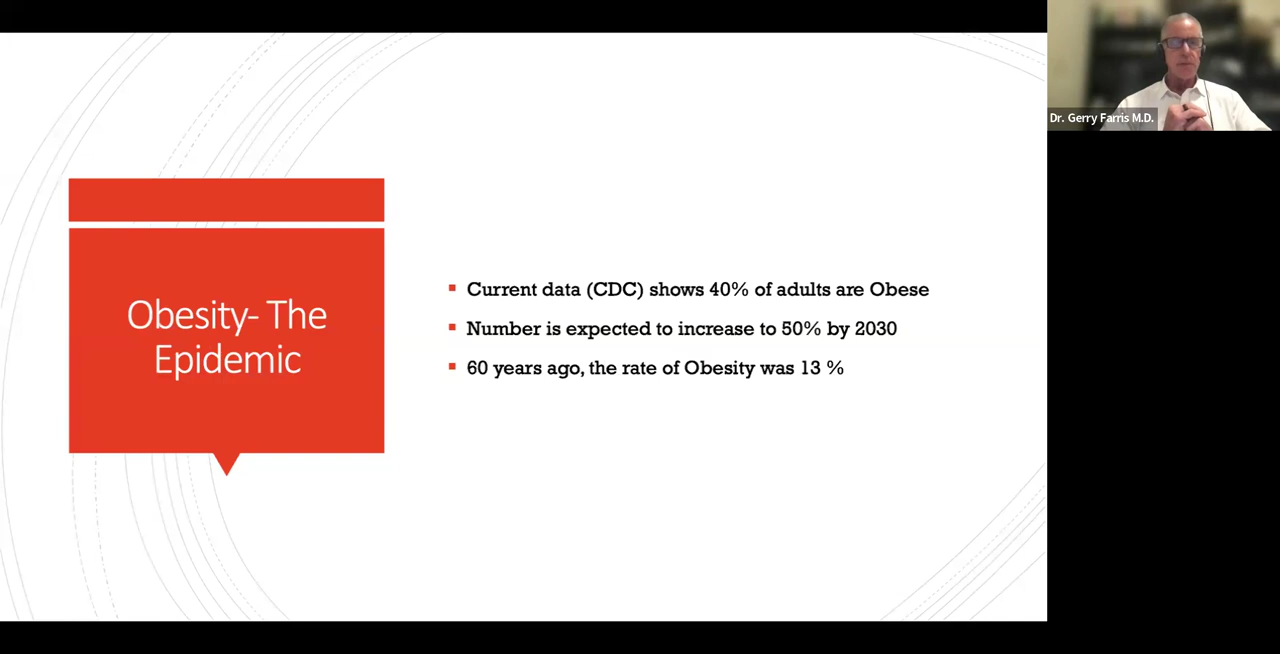 Obesity- The
Epidemic
Current data (CDC) shows 40% of adults are Obese
Number is expected to increase to 50% by 2030
60 years ago, the rate of Obesity was 13 %
Dr. Gerry Farris M.D.